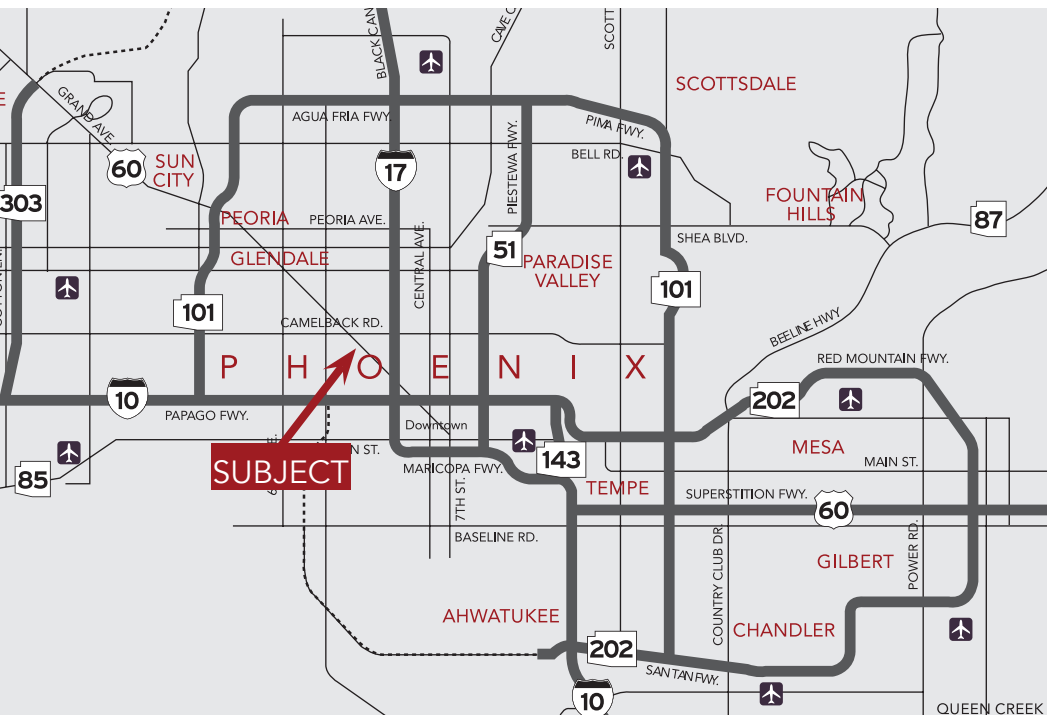 BLACK CAN
CAVE C
SCOTT
SCOTTSDALE
GRAND AVE.
AGUA FRIA FWY.
PIMA FWY.
BELL RD.
60
SUN
CITY
17
PIESTEWA FWY.
303
FOUNTAIN
HILLS
87
PEORIA
PEORIA AVE.
CENTRAL AVE.
SHEA BLVD.
GLENDALE
51
PARADISE
VALLEY
101
101
CAMELBACK RD.
BEELINE HWY
PHOENIX
RED MOUNTAIN FWY.
10
PAPAGO FWY.
202
Downtown
N ST.
SUBJECT
MARICOPA FWY.
143
MESA
MAIN ST.
85
TEMPE
7TH ST.
SUPERSTITION FWY.
60
BASELINE RD.
COUNTRY CLUB DR.
POWER RD.
GILBERT
AHWATUKEE
CHANDLER
202
SANTAN FWY.
10
QUEEN CREEK